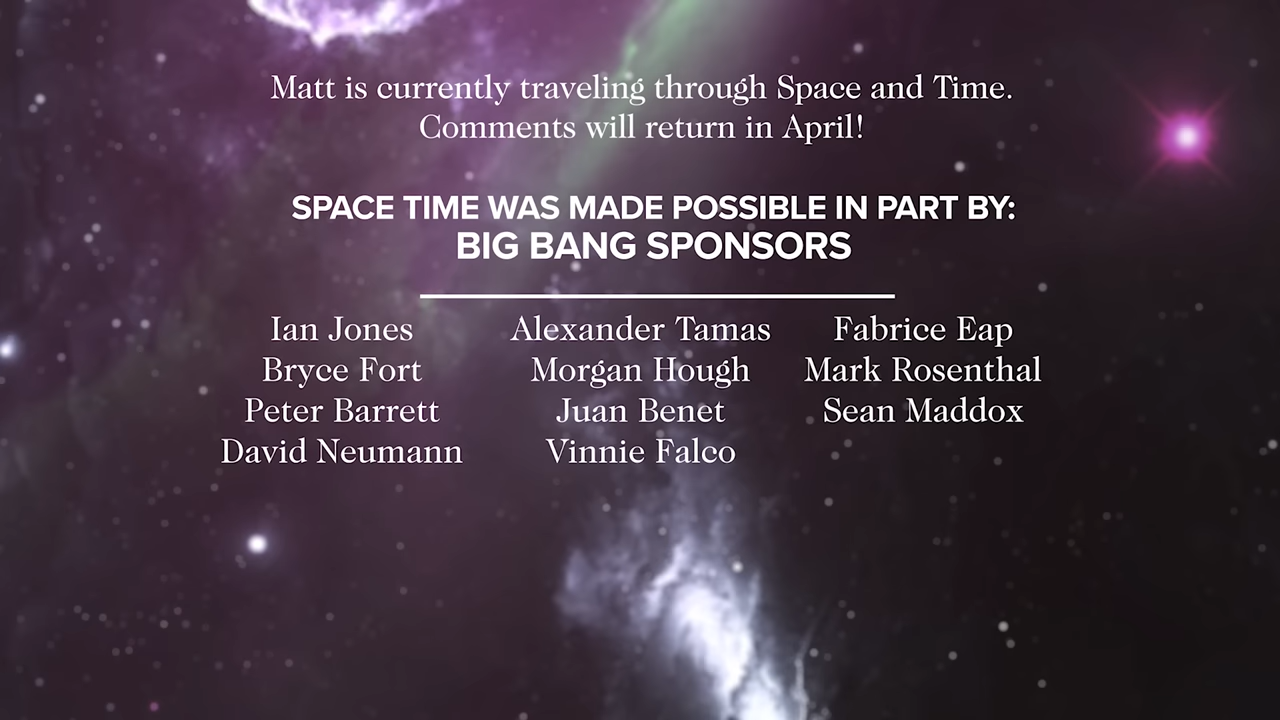 Matt is currently traveling through Space and Time.
Comments will return in April!
SPACE TIME WAS MADE POSSIBLE IN PART BY:
BIG BANG SPONSORS
Ian Jones
Bryce Fort
Peter Barrett
David Neumann
Alexander Tamas
Morgan Hough
Juan Benet
Vinnie Falco
Fabrice Eap
Mark Rosenthal
Sean Maddox